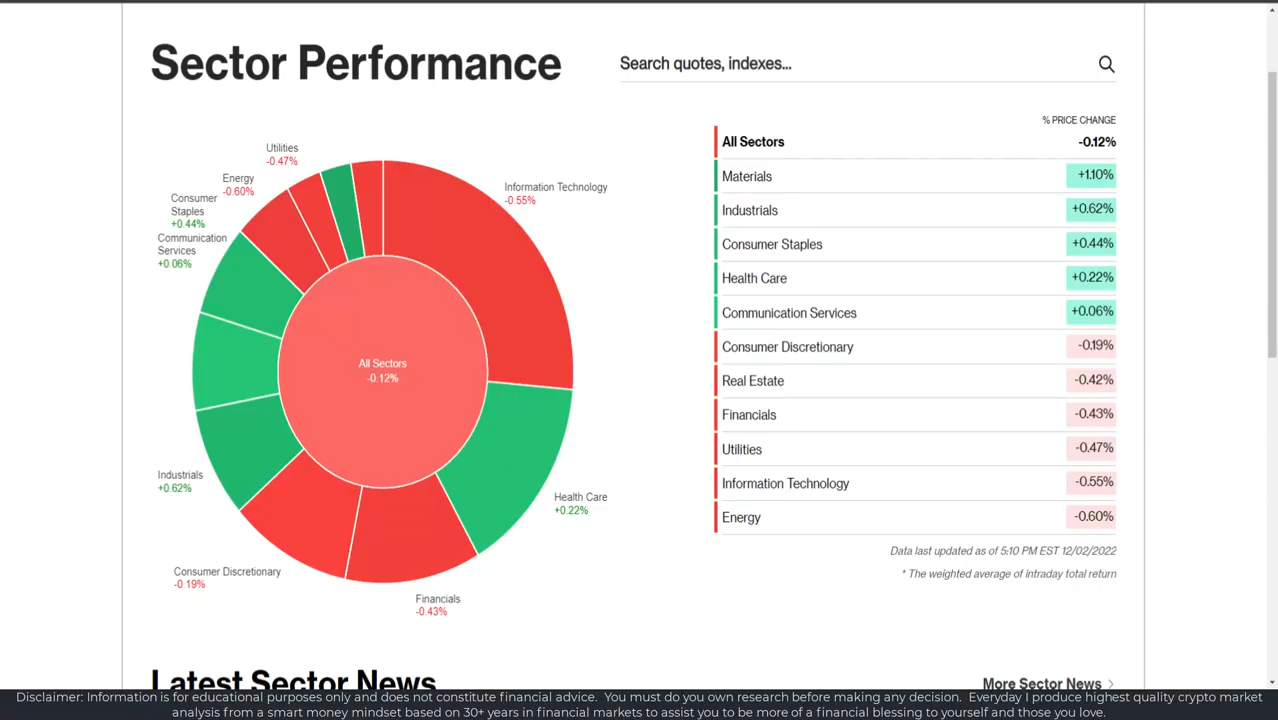 Sector Performance
Search quotes, indexes...
Utilities
-0.47%
Energy
-0.60%
Consumer
Staples
+0.44%
Communication
Services
+0.06%
Information Technology
-0.55%
All Sectors
-0.12%
Industrials
+0.62%
Health Care
+0.22%
Consumer Discretionary
-0 19%
Financials
-0.43%
% PRICE CHANGE
All Sectors -0.12%
Materials +1.10%
Industrials +0.62%
Consumer Staples +0.44%
Health Care +0.22%
Communication Services +0.06%
Consumer Discretionary -0.19%
Real Estate -0.42%
Financials -0.43%
Utilities -0.47%
Information Technology -0.55%
Energy -0.60%
Data last updated as of 5:10 PM EST 12/02/2022
* The weighted average of intraday total return
Latest Sector News
More Sector News
Disclaimer: Information is for educational purposes only and does not constitute financial advice. You must do you own research before making any decision. Everyday I produce highest quality crypto market
analysis from a smart money mindset based on 30+ years in financial markets to assist you to be more of a financial blessing to yourself and those you love.